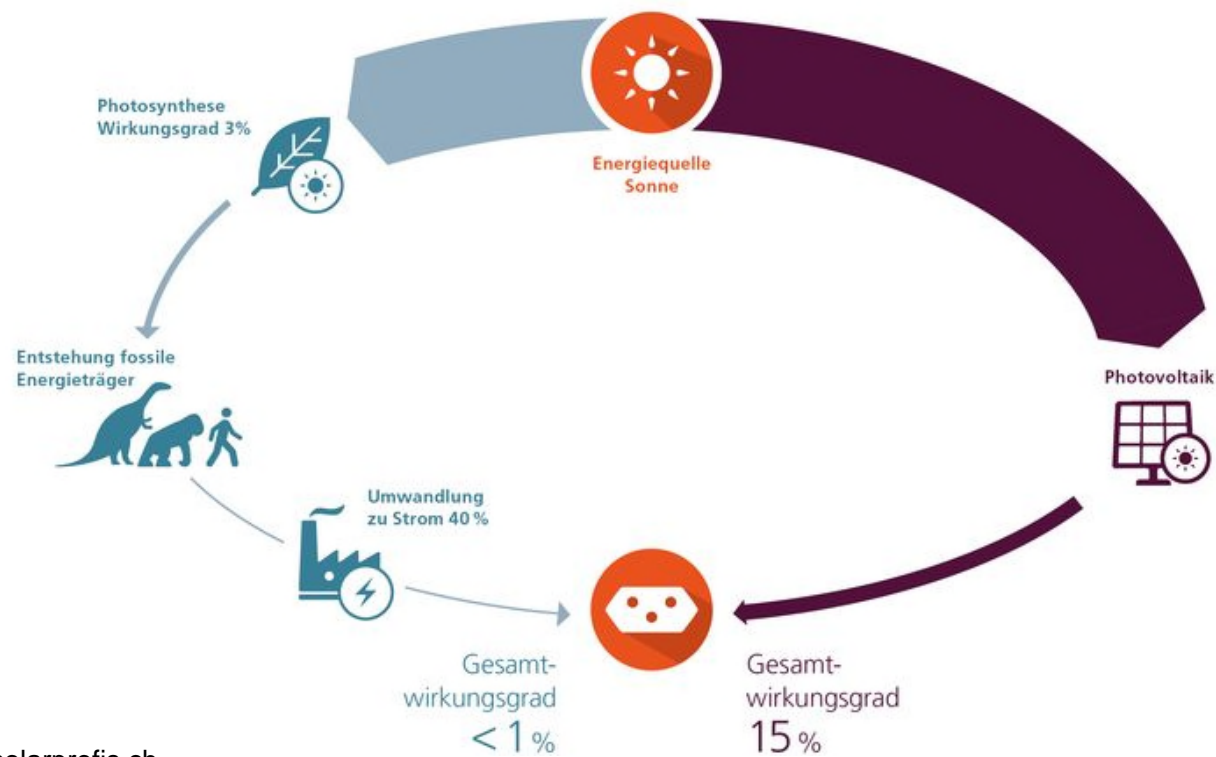 Photosynthese
Wirkungsgrad 3%
Energiequelle
Sonne
Entstehung fossile
Energieträger
Photovoltaik
Umwandlung
zu Strom 40 %
Gesamt-
wirkungsgrad
< 1 %
Gesamt-
wirkungsgrad
15 %